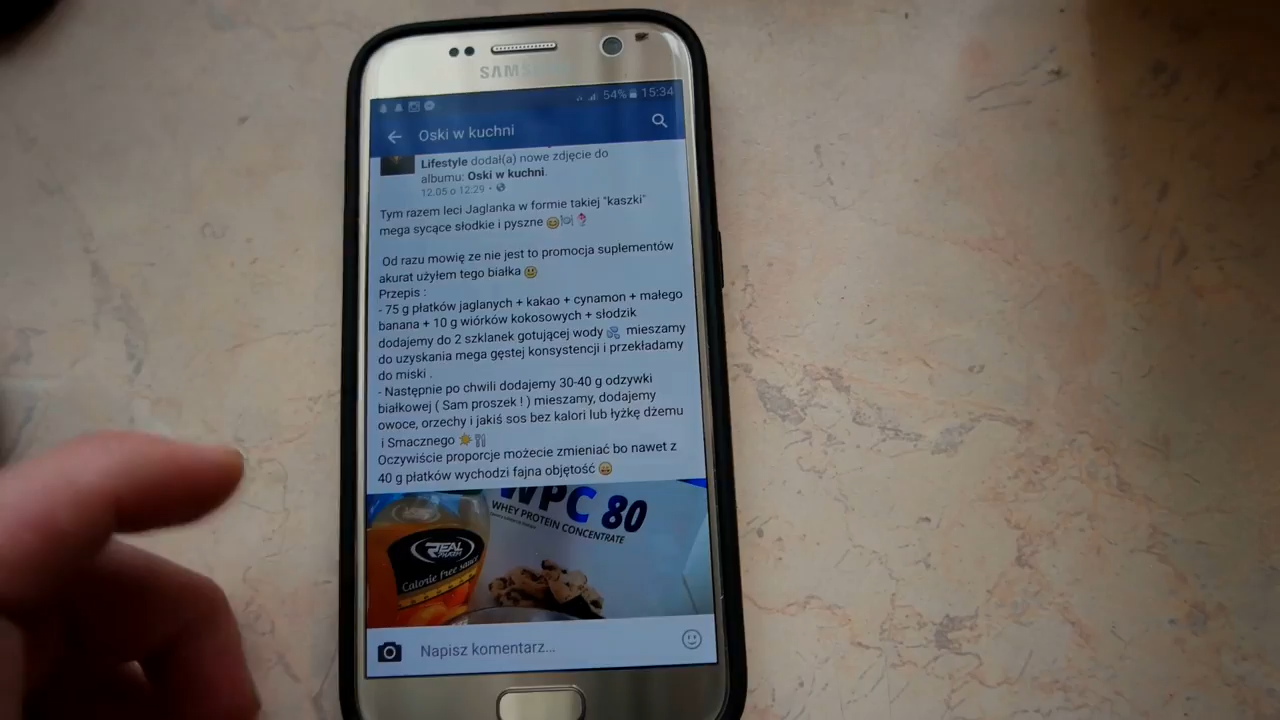 SAMSUNG
54% 15:34
Oski w kuchni
Lifestyle dodał(a) nowe zdjęcie do
albumu: Oski w kuchni.
12.05 o 12:29 •
Tym razem leci Jaglanka w formie takiej "kaszki"
mega sycące słodkie i pyszne 😄🍽🍨
Od razu mowię ze nie jest to promocja suplementów
akurat użyłem tego białka 😃
Przepis :
- 75 g płatków jaglanych + kakao + cynamon + małego
banana + 10 g wiórków kokosowych + słodzik
dodajemy do 2 szklanek gotującej wody 💦 mieszamy
do uzyskania mega gęstej konsystencji i przekładamy
do miski .
- Następnie po chwili dodajemy 30-40 g odzywki
białkowej ( Sam proszek ! ) mieszamy, dodajemy
owoce, orzechy i jakiś sos bez kalori lub łyżkę dżemu
i Smacznego ☀🍴
Oczywiście proporcje możecie zmieniać bo nawet z
40 g płatków wychodzi fajna objętość 😄
WPC 80
WHEY PROTEIN CONCENTRATE
REAL
PHARM
Calorie free sauce
Napisz komentarz...